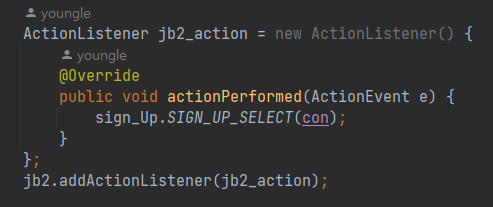 youngle
ActionListener jb2_action = new ActionListener() {
youngle
@Override
public void actionPerformed(ActionEvent e) {
sign_Up.SIGN_UP_SELECT(con);
}
};
jb2.addActionListener(jb2_action);